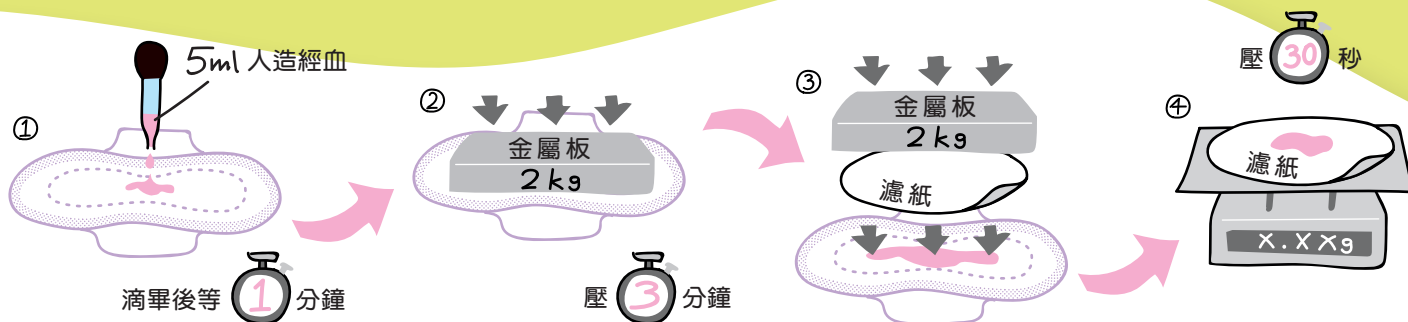 ①
5ml 人造經血
滴畢後等 1 分鐘
②
金屬板
2kg
壓 3 分鐘
③
金屬板
2kg
濾紙
壓 30 秒
④
濾紙
X.XXg